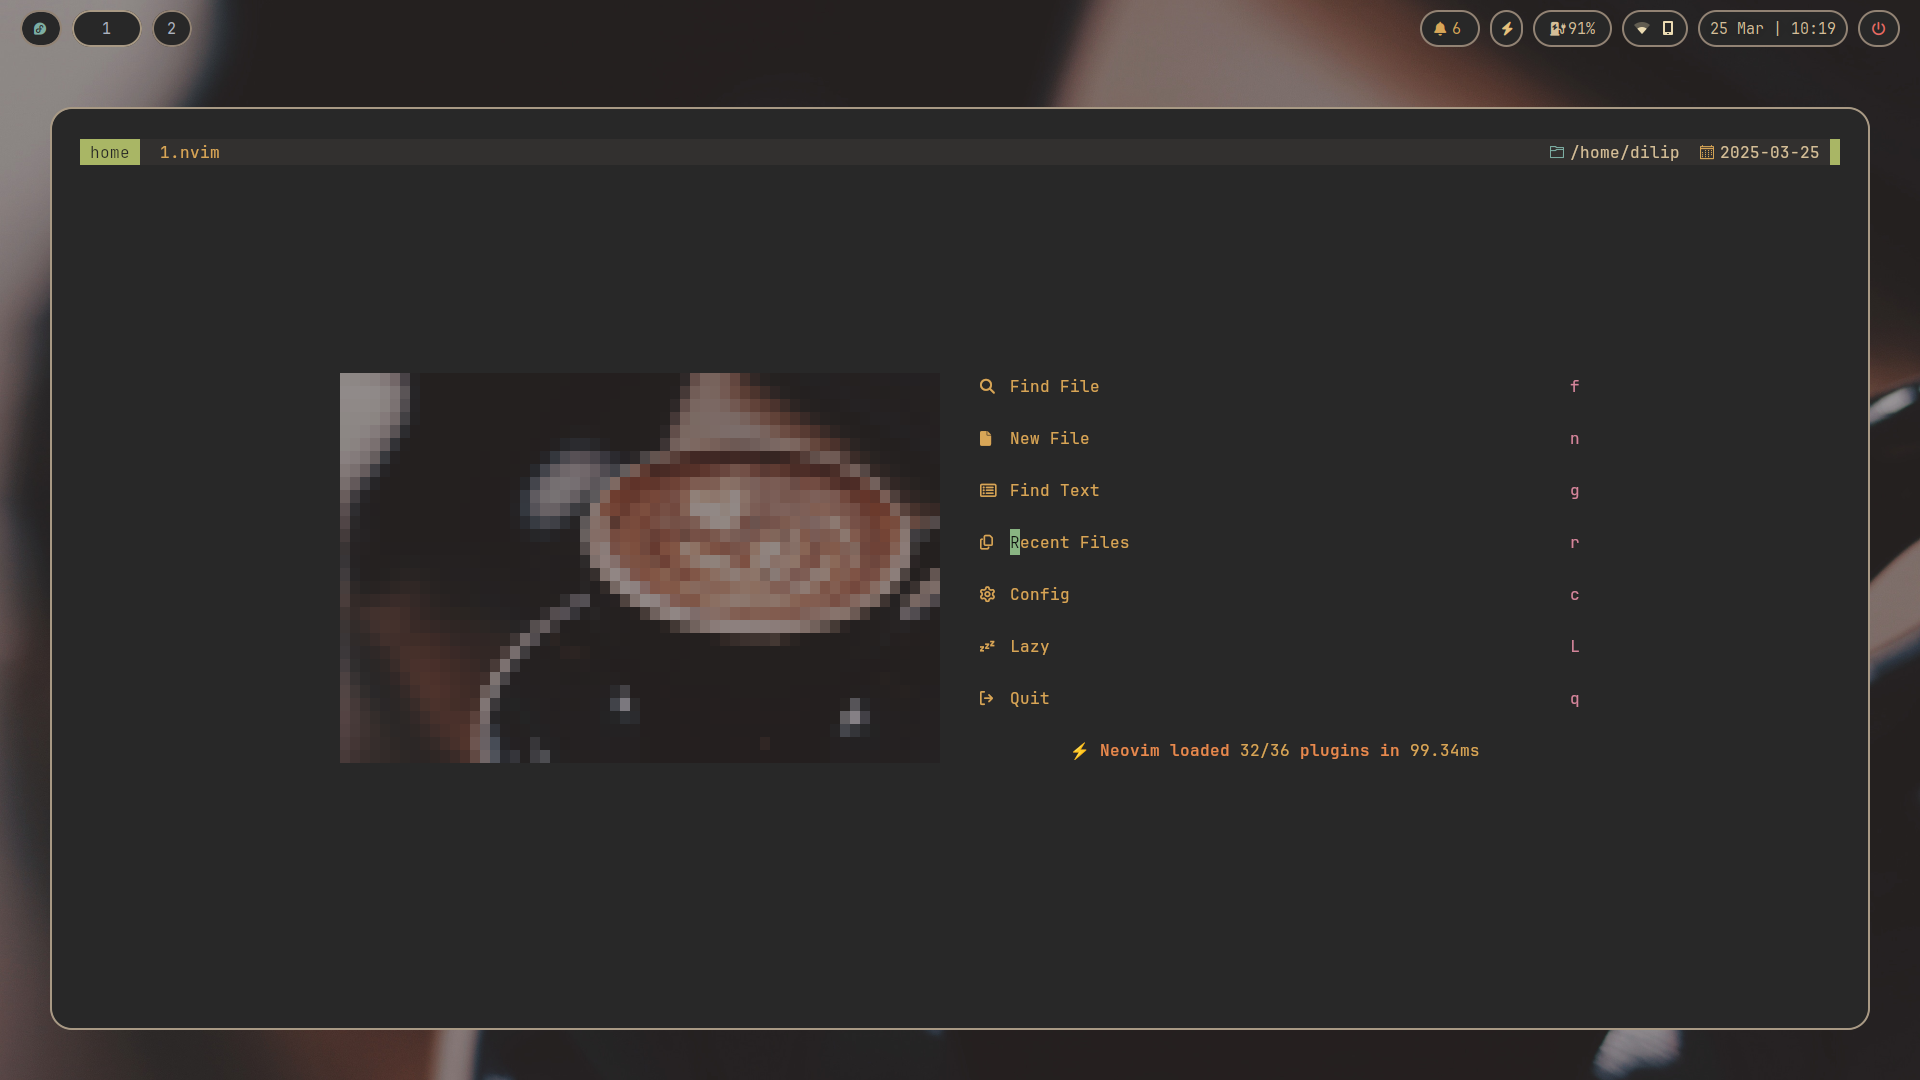 1 2 6 91% 25 Mar | 10:19
home 1.nvim /home/dilip 2025-03-25
Find File f
New File n
Find Text g
Recent Files r
Config c
Lazy L
Quit q
⚡ Neovim loaded 32/36 plugins in 99.34ms